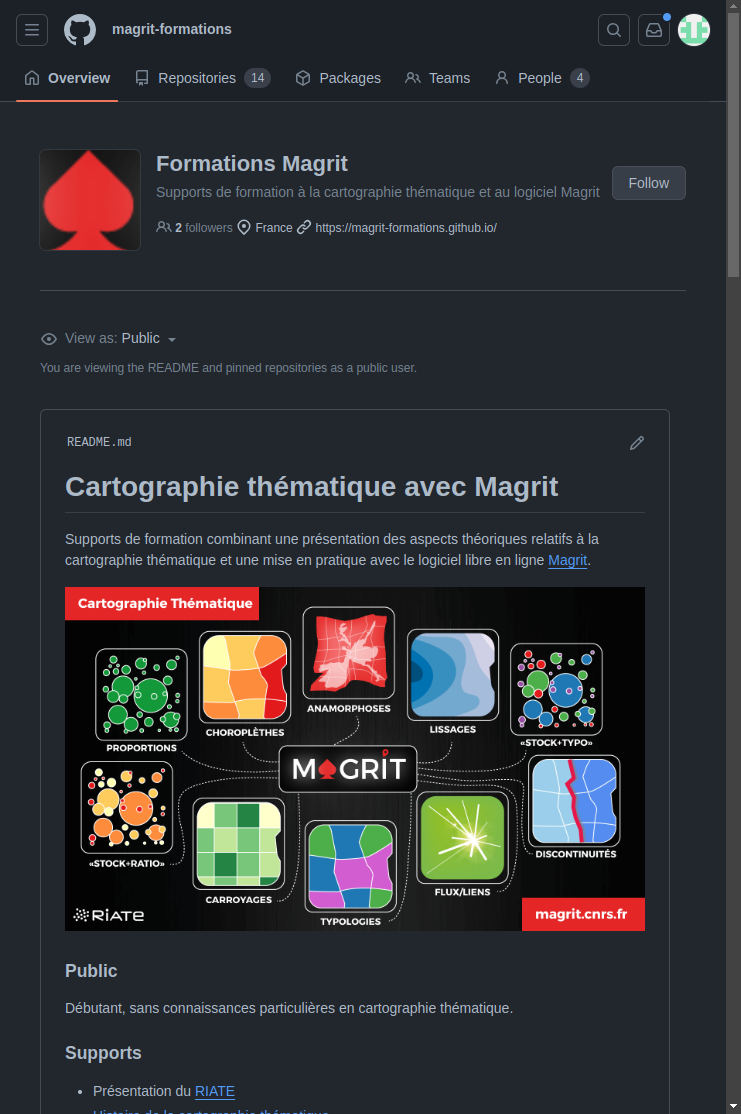 magrit-formations
Overview
Repositories 14
Packages
Teams
People 4
Formations Magrit
Supports de formation à la cartographie thématique et au logiciel Magrit
Follow
2 followers France https://magrit-formations.github.io/
View as: Public
You are viewing the README and pinned repositories as a public user.
README.md
Cartographie thématique avec Magrit
Supports de formation combinant une présentation des aspects théoriques relatifs à la
cartographie thématique et une mise en pratique avec le logiciel libre en ligne Magrit.
Cartographie Thématique
ANAMORPHOSES
CHOROPLÈTHES
LISSAGES
PROPORTIONS
«STOCK+TYPO»
MAGRIT
«STOCK+RATIO»
DISCONTINUITÉS
CARROYAGES
FLUX/LIENS
TYPOLOGIES
RIATE
magrit.cnrs.fr
Public
Débutant, sans connaissances particulières en cartographie thématique.
Supports
• Présentation du RIATE
Histoire de la cartographie thématique